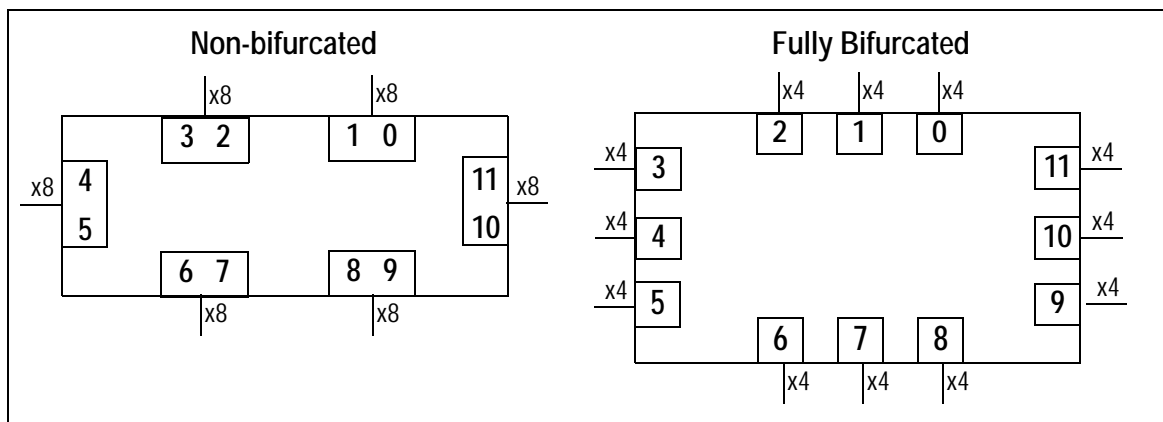 Non-bifurcated
x8 x8
3 2 1 0
x8 4 11 x8
5 10
6 7 8 9
x8 x8
Fully Bifurcated
x4 x4 x4
2 1 0
x4 3 11 x4
x4 4 10 x4
x4 5 9 x4
6 7 8
x4 x4 x4